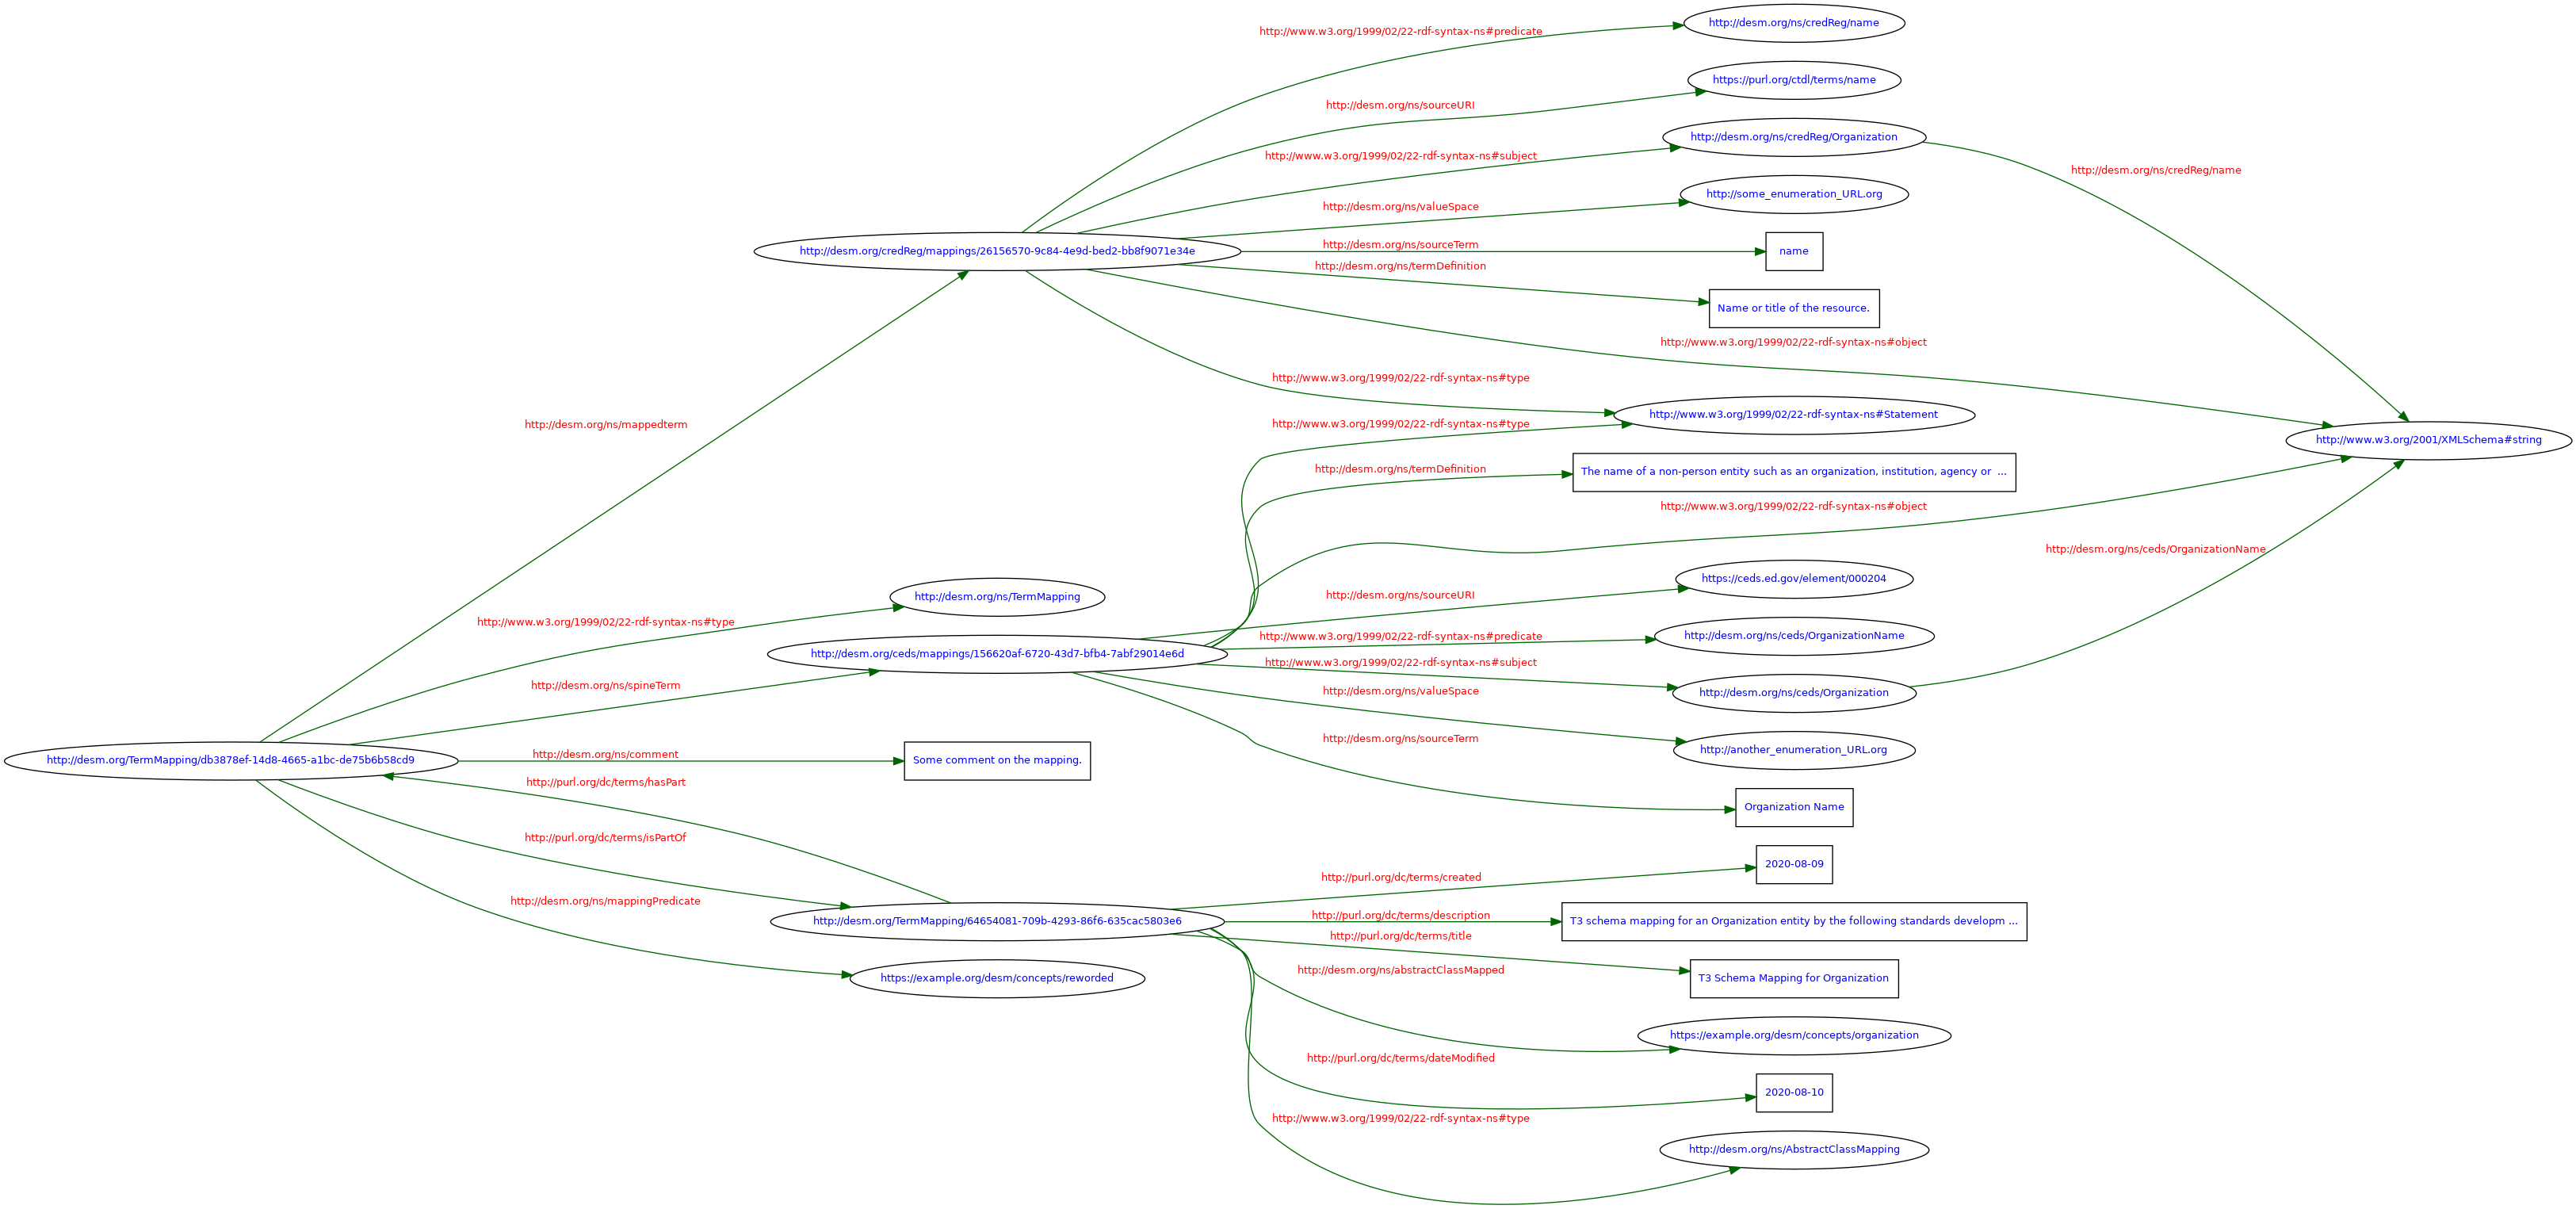 http://desm.org/ns/credReg/name
http://www.w3.org/1999/02/22-rdf-syntax-ns#predicate
https://purl.org/ctdl/terms/name
http://desm.org/ns/sourceURI
http://desm.org/ns/credReg/Organization
http://www.w3.org/1999/02/22-rdf-syntax-ns#subject
http://desm.org/ns/credReg/name
http://some_enumeration_URL.org
http://desm.org/ns/valueSpace
http://desm.org/ns/sourceTerm
http://desm.org/credReg/mappings/26156570-9c84-4e9d-bed2-bb8f9071e34e
name
http://desm.org/ns/termDefinition
Name or title of the resource.
http://www.w3.org/1999/02/22-rdf-syntax-ns#object
http://www.w3.org/1999/02/22-rdf-syntax-ns#type
http://www.w3.org/1999/02/22-rdf-syntax-ns#Statement
http://desm.org/ns/mappedterm
http://www.w3.org/1999/02/22-rdf-syntax-ns#type
http://www.w3.org/2001/XMLSchema#string
http://desm.org/ns/termDefinition
The name of a non-person entity such as an organization, institution, agency or ...
http://www.w3.org/1999/02/22-rdf-syntax-ns#object
http://desm.org/ns/ceds/OrganizationName
https://ceds.ed.gov/element/000204
http://desm.org/ns/TermMapping
http://desm.org/ns/sourceURI
http://www.w3.org/1999/02/22-rdf-syntax-ns#type
http://www.w3.org/1999/02/22-rdf-syntax-ns#predicate
http://desm.org/ns/ceds/OrganizationName
http://desm.org/ceds/mappings/156620af-6720-43d7-bfb4-7abf29014e6d
http://www.w3.org/1999/02/22-rdf-syntax-ns#subject
http://desm.org/ns/spineTerm
http://desm.org/ns/valueSpace
http://desm.org/ns/ceds/Organization
http://desm.org/ns/sourceTerm
http://another_enumeration_URL.org
http://desm.org/ns/comment
http://desm.org/TermMapping/db3878ef-14d8-4665-a1bc-de75b6b58cd9
Some comment on the mapping.
http://purl.org/dc/terms/hasPart
Organization Name
http://purl.org/dc/terms/isPartOf
2020-08-09
http://purl.org/dc/terms/created
http://desm.org/ns/mappingPredicate
http://purl.org/dc/terms/description
http://desm.org/TermMapping/64654081-709b-4293-86f6-635cac5803e6
T3 schema mapping for an Organization entity by the following standards developm ...
http://purl.org/dc/terms/title
http://desm.org/ns/abstractClassMapped
https://example.org/desm/concepts/reworded
T3 Schema Mapping for Organization
https://example.org/desm/concepts/organization
http://purl.org/dc/terms/dateModified
2020-08-10
http://www.w3.org/1999/02/22-rdf-syntax-ns#type
http://desm.org/ns/AbstractClassMapping